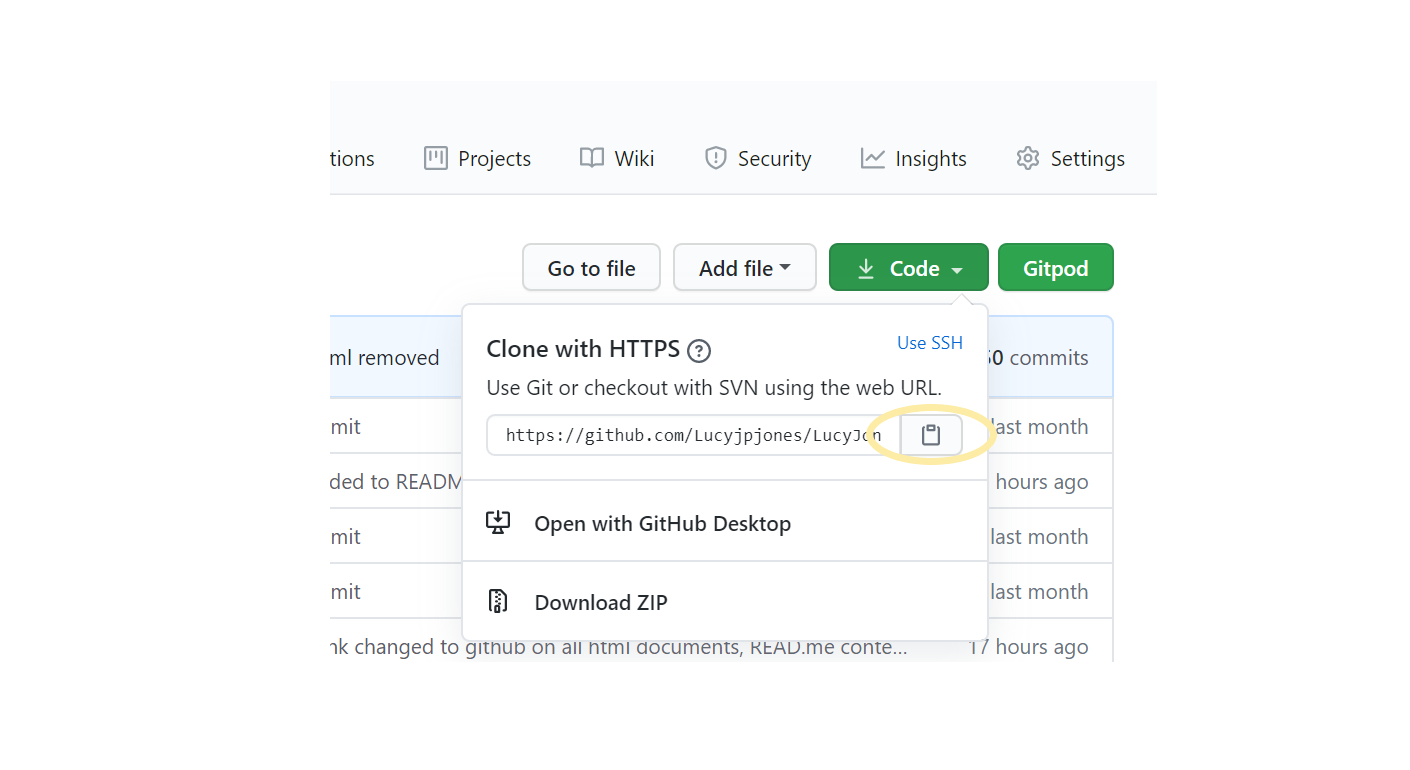 tions Projects Wiki Security Insights Settings
Go to file Add file Code Gitpod
Clone with HTTPS ? Use SSH
ml removed 50 commits
Use Git or checkout with SVN using the web URL.
mit last month
https://github.com/Lucyjpjones/LucyJon
ded to READM hours ago
Open with GitHub Desktop
mit last month
mit last month
Download ZIP
nk changed to github on all html documents, READ.me conte... 17 hours ago